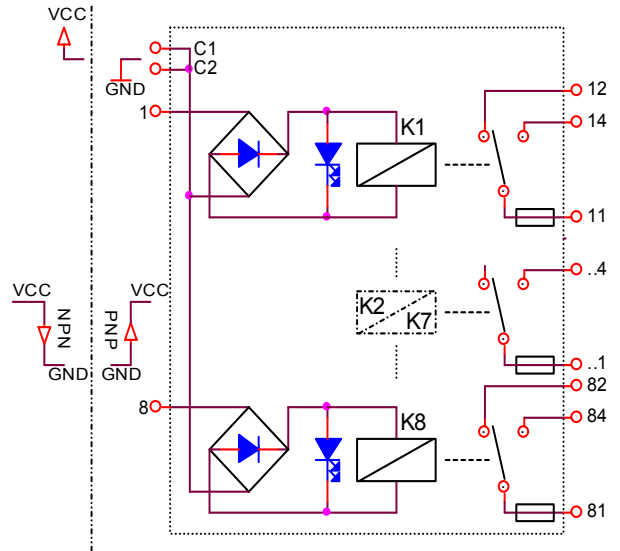 VCC
C1
C2
GND
1
12
14
K1
11
..4
VCC
VCC
NPN
PNP
K2
K7
GND
GND
..1
82
8
84
K8
81